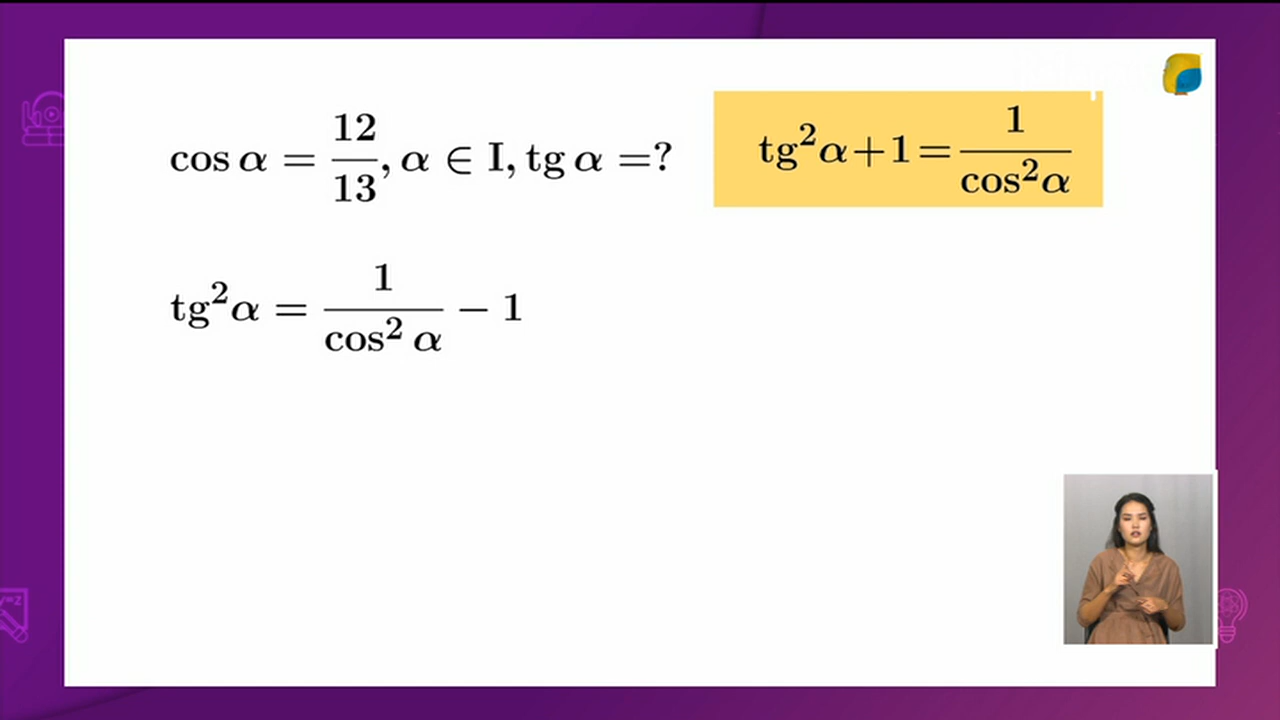 cos α = 12/13, α ∈ I, tg α =?
tg²α+1=1/cos²α
tg²α = 1/cos² α − 1